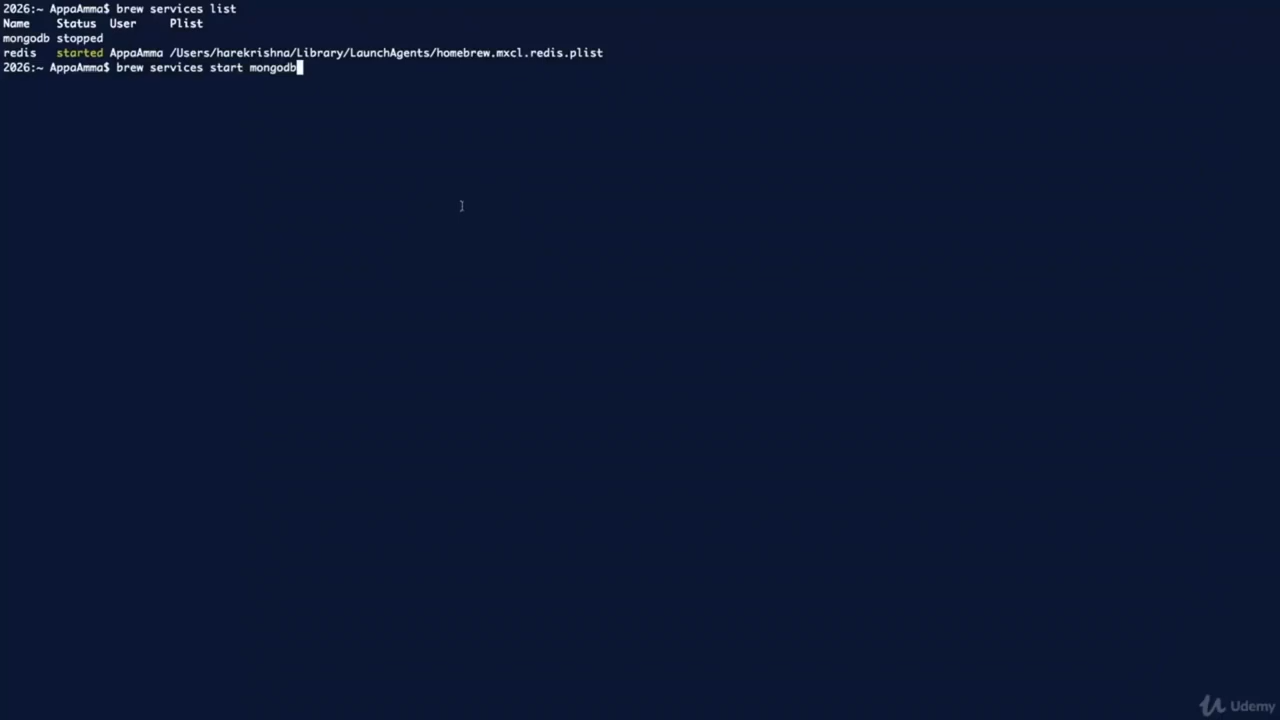 2026:~ AppaAmma$ brew services list
Name    Status  User    Plist
mongodb stopped
redis   started AppaAmma /Users/harekrishna/Library/LaunchAgents/homebrew.mxcl.redis.plist
2026:~ AppaAmma$ brew services start mongodb
Udemy